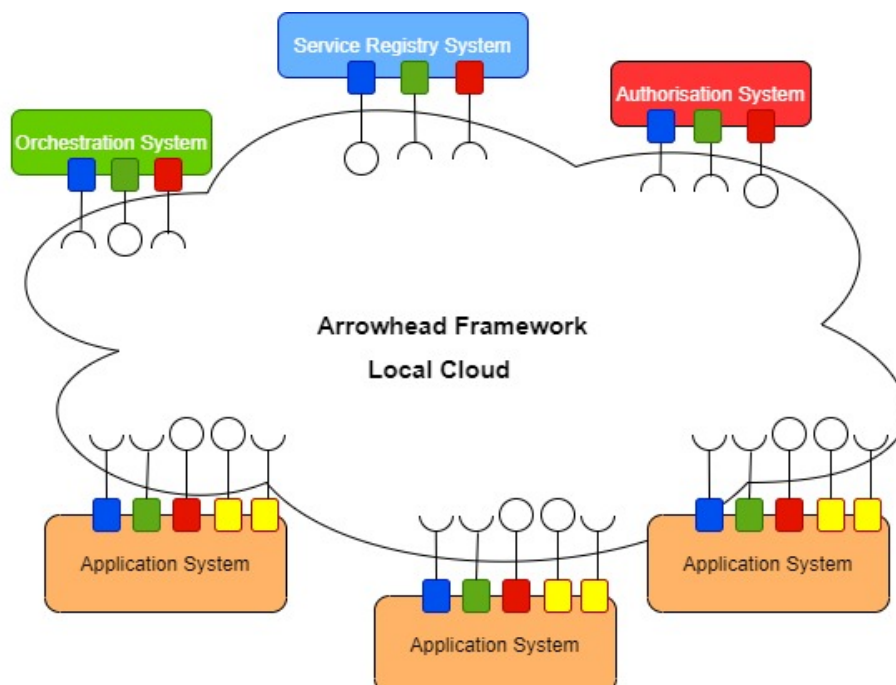 Service Registry System
Authorisation System
Orchestration System
Arrowhead Framework
Local Cloud
Application System
Application System
Application System